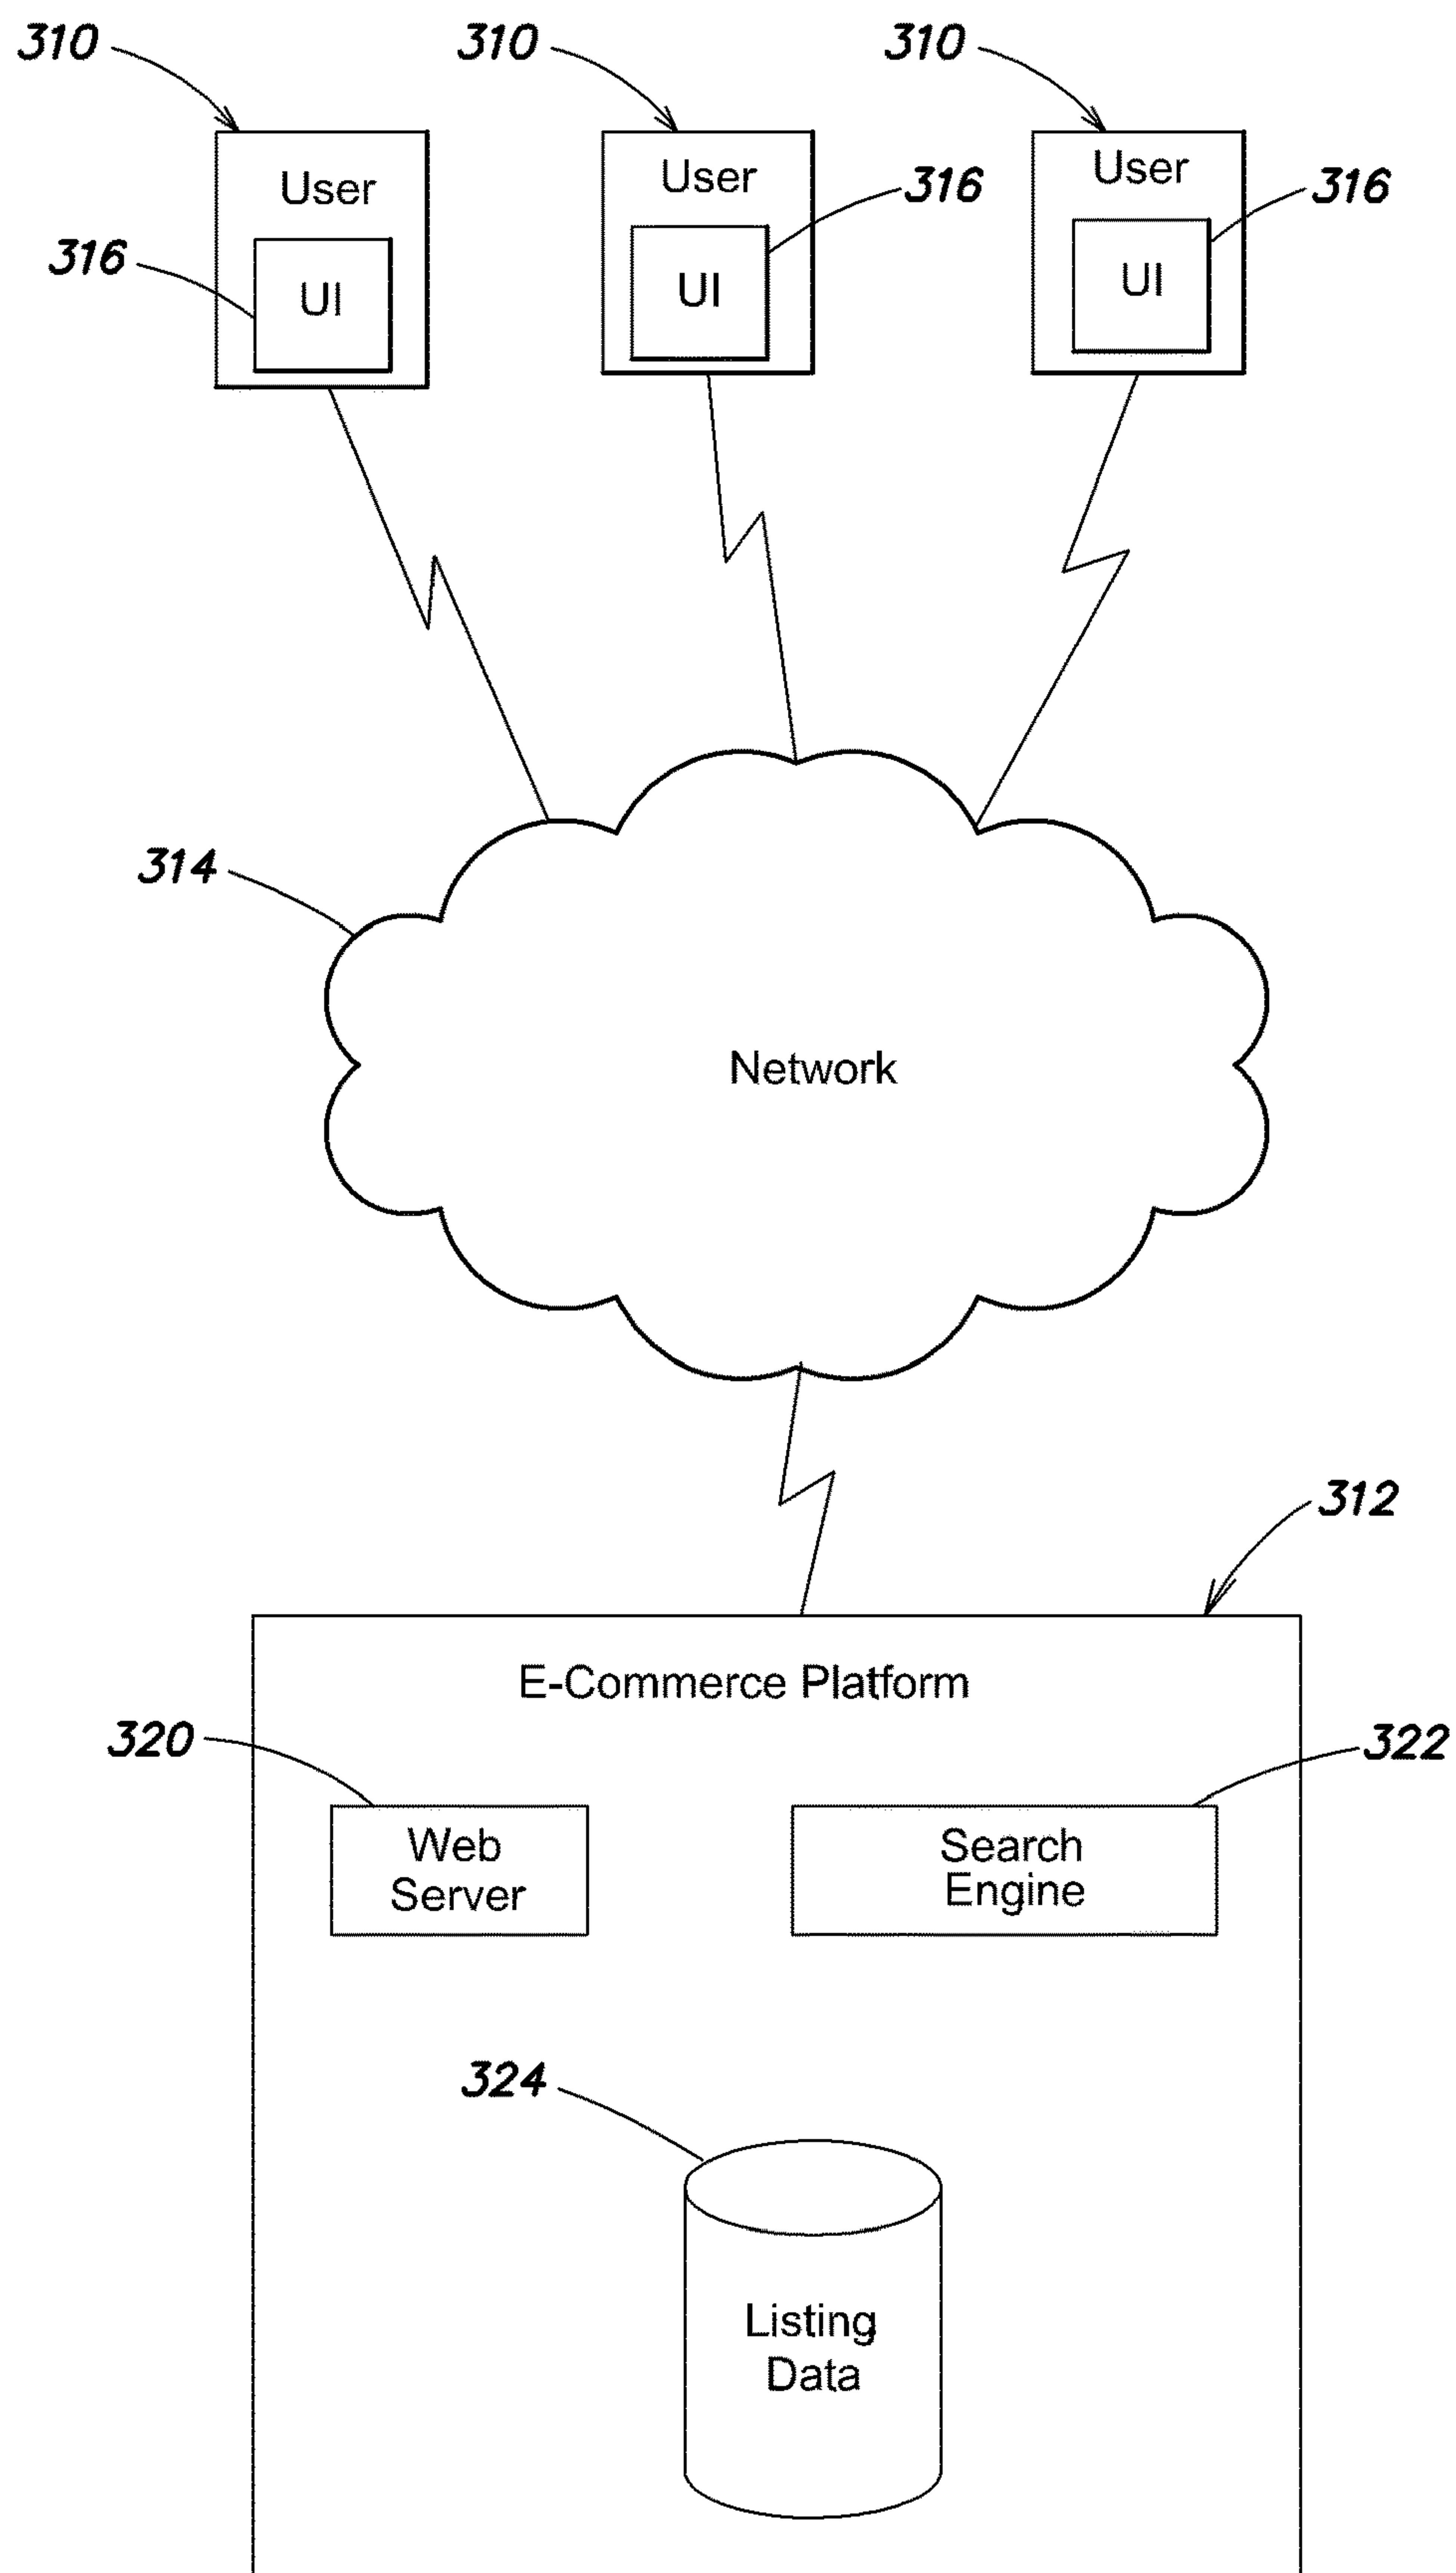 310
310
310
User
User
User
316
316
316
UI
UI
UI
314
Network
312
E-Commerce Platform
320
322
Web
Server
Search
Engine
324
Listing
Data